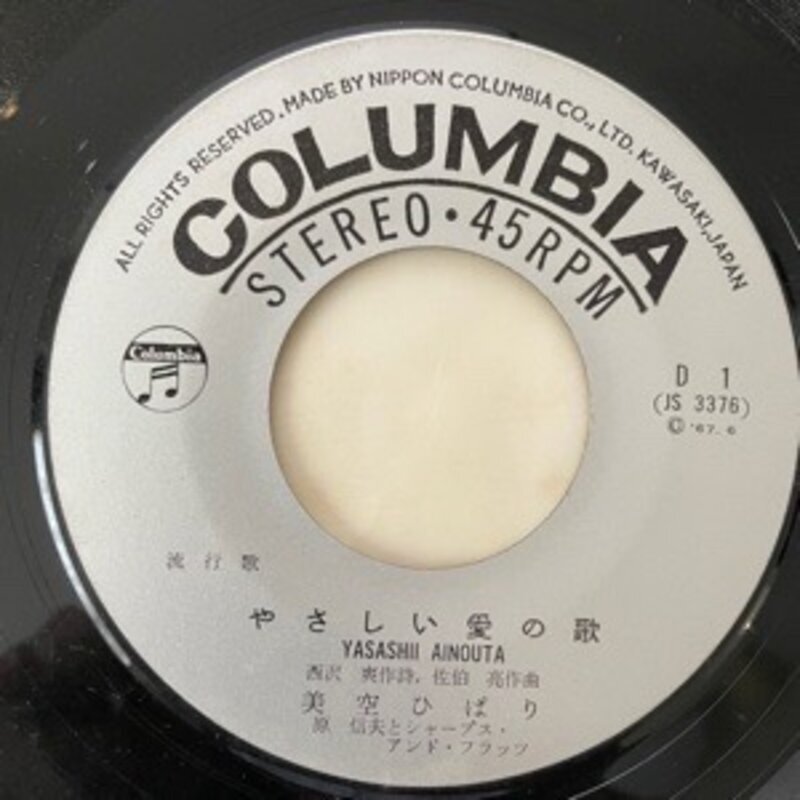 ALL RIGHTS RESERVED. MADE BY NIPPON COLUMBIA CO., LTD. KAWASAKI, JAPAN
COLUMBIA
STEREO・45RPM
Columbia
D 1
(JS 3376)
Ⓒ '67. 6
流行歌
やさしい愛の歌
YASASHII AINOUTA
西沢 爽作詩, 佐伯 亮作曲
美空ひばり
原 信夫とシャープス・
アンド・フラッツ